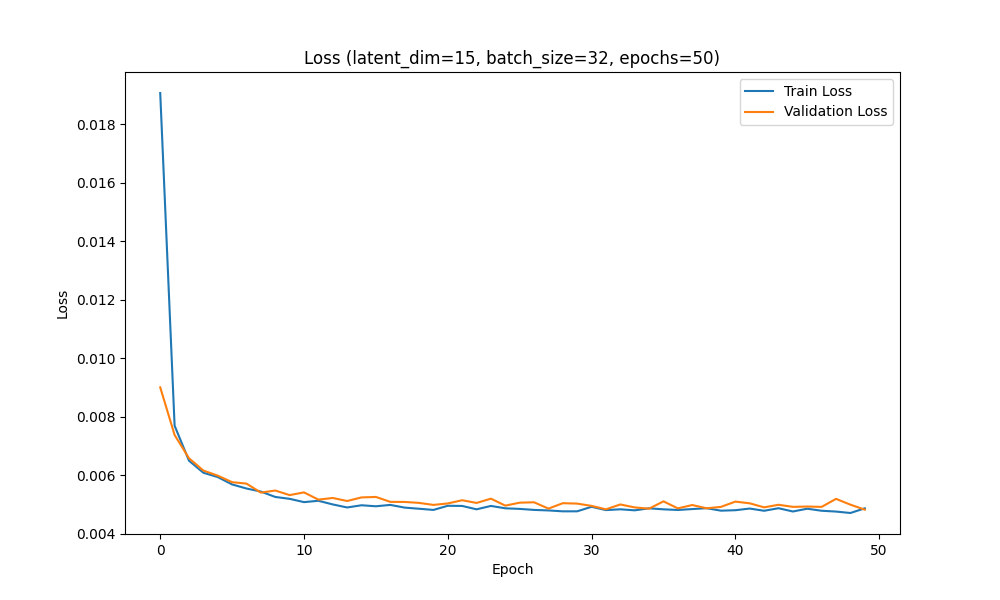 Loss (latent_dim=15, batch_size=32, epochs=50)
Train Loss
Validation Loss
0.018
0.016
0.014
0.012
0.010
0.008
0.006
0.004
Loss
0
10
20
30
40
50
Epoch